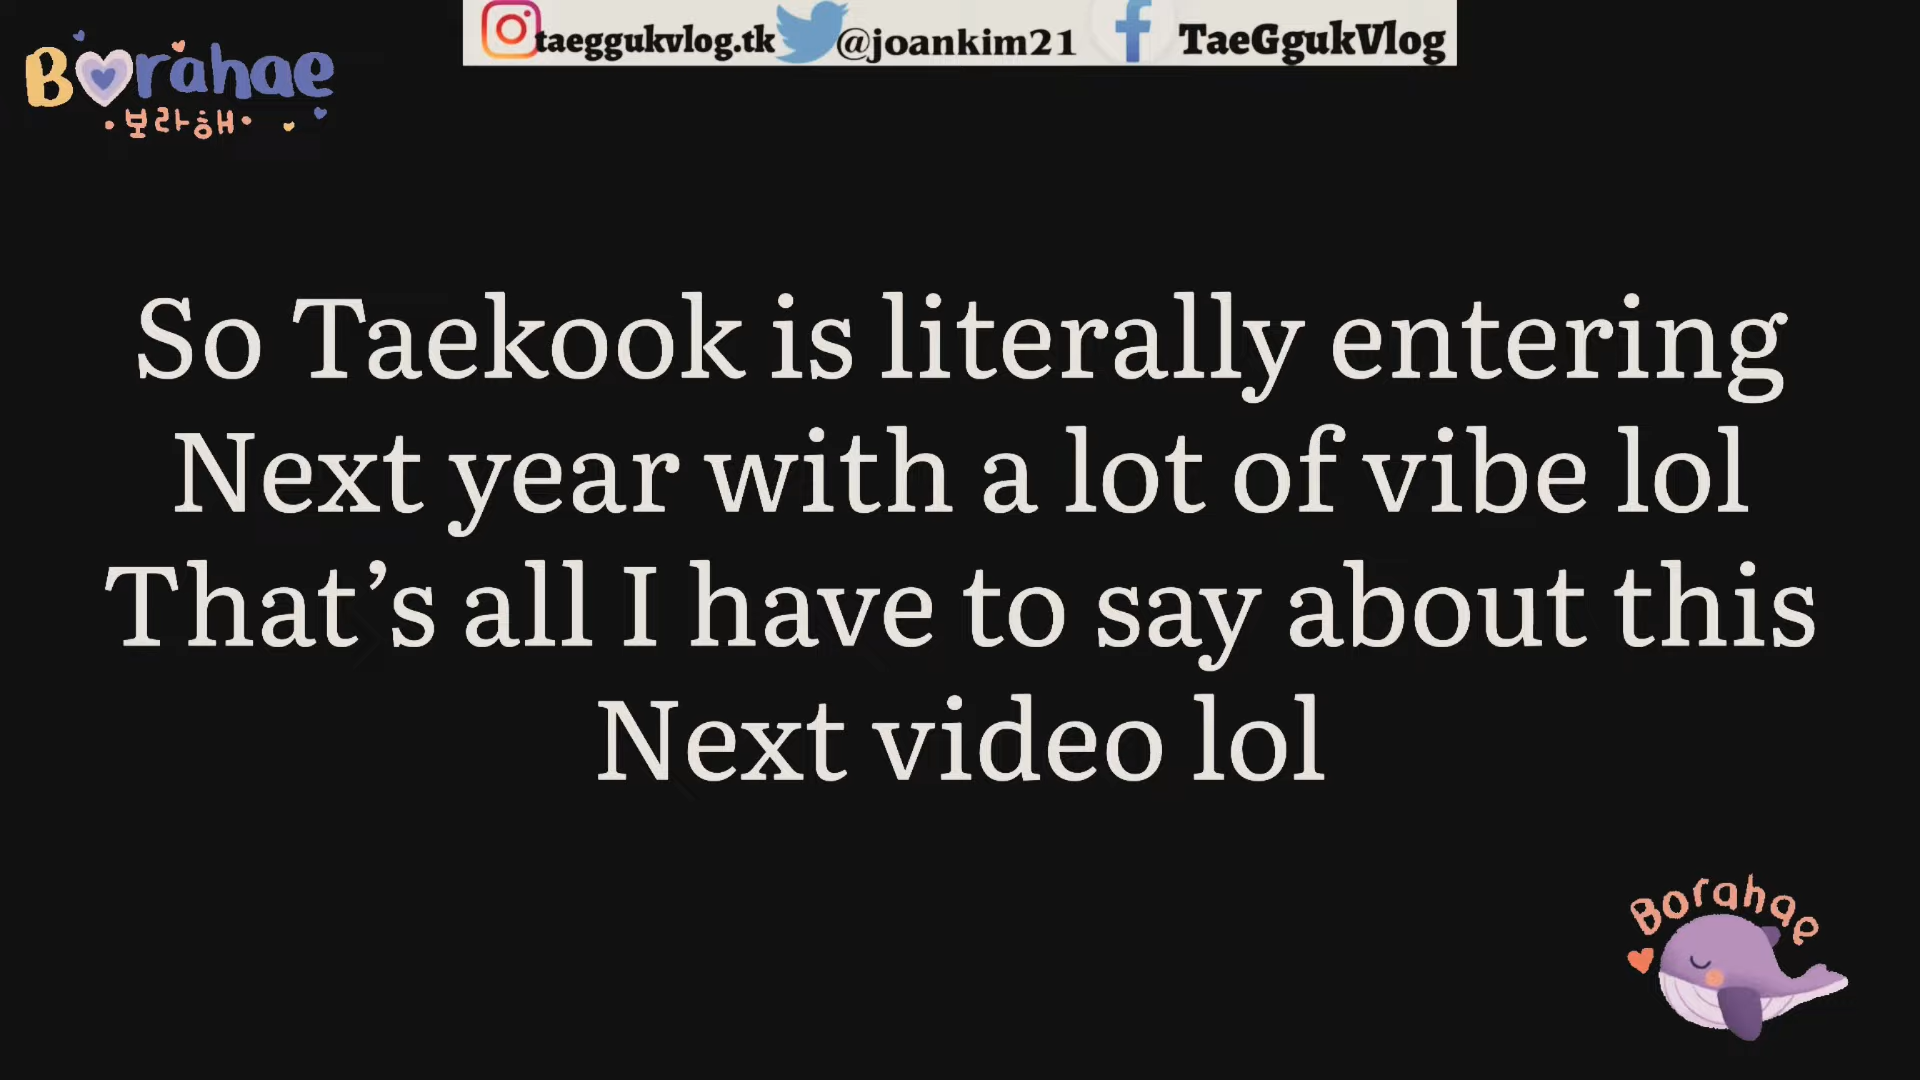 taeggukvlog.tk @joankim21 TaeGgukVlog
Borahae
보라해
So Taekook is literally entering
Next year with a lot of vibe lol
That’s all I have to say about this
Next video lol
Borahae